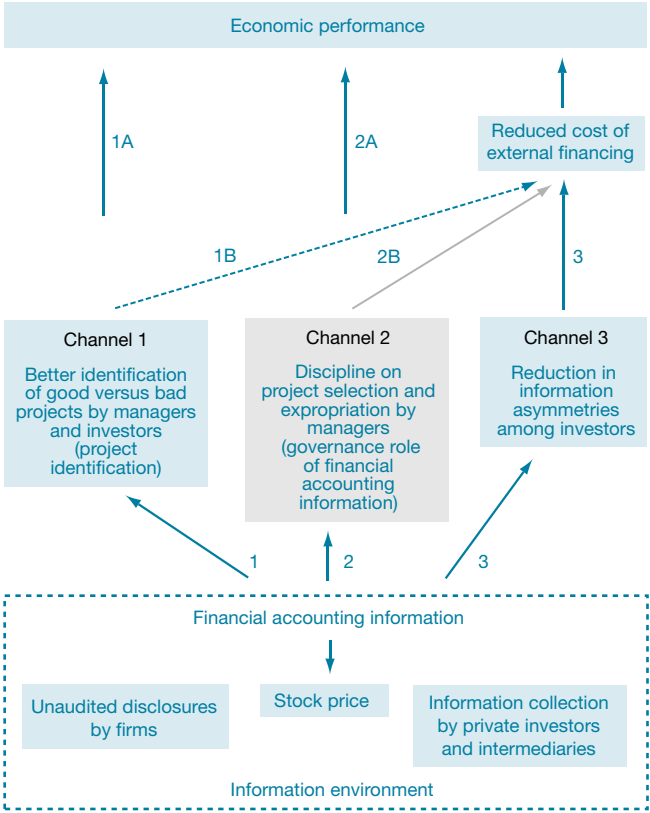 Economic performance
1A
2A
Reduced cost of
external financing
1B
2B
3
Channel 1
Better identification
of good versus bad
projects by managers
and investors
(project
identification)
Channel 2
Discipline on
project selection and
expropriation by
managers
(governance role
of financial
accounting
information)
Channel 3
Reduction in
information
asymmetries
among investors
1
2
3
Financial accounting information
Unaudited disclosures
by firms
Stock price
Information collection
by private investors
and intermediaries
Information environment